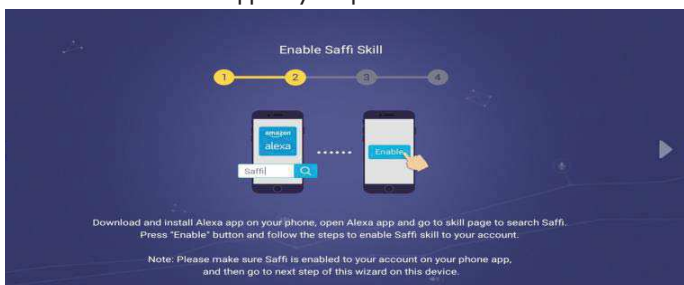 Enable Saffi Skill
1 2 3 4
amazon
alexa
Saffi
Enable
Download and install Alexa app on your phone, open Alexa app and go to skill page to search Saffi.
Press "Enable" button and follow the steps to enable Saffi skill to your account.
Note: Please make sure Saffi is enabled to your account on your phone app,
and then go to next step of this wizard on this device.